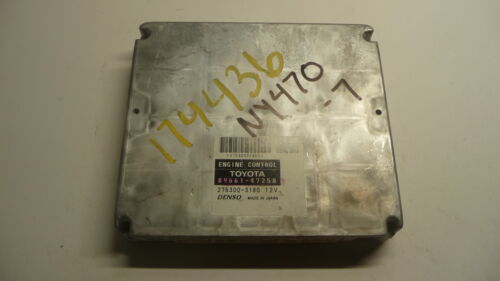 174436
NY470
-7
ENGINE CONTROL
TOYOTA
89661-47250
275300-3180 12V
DENSO MADE IN JAPAN